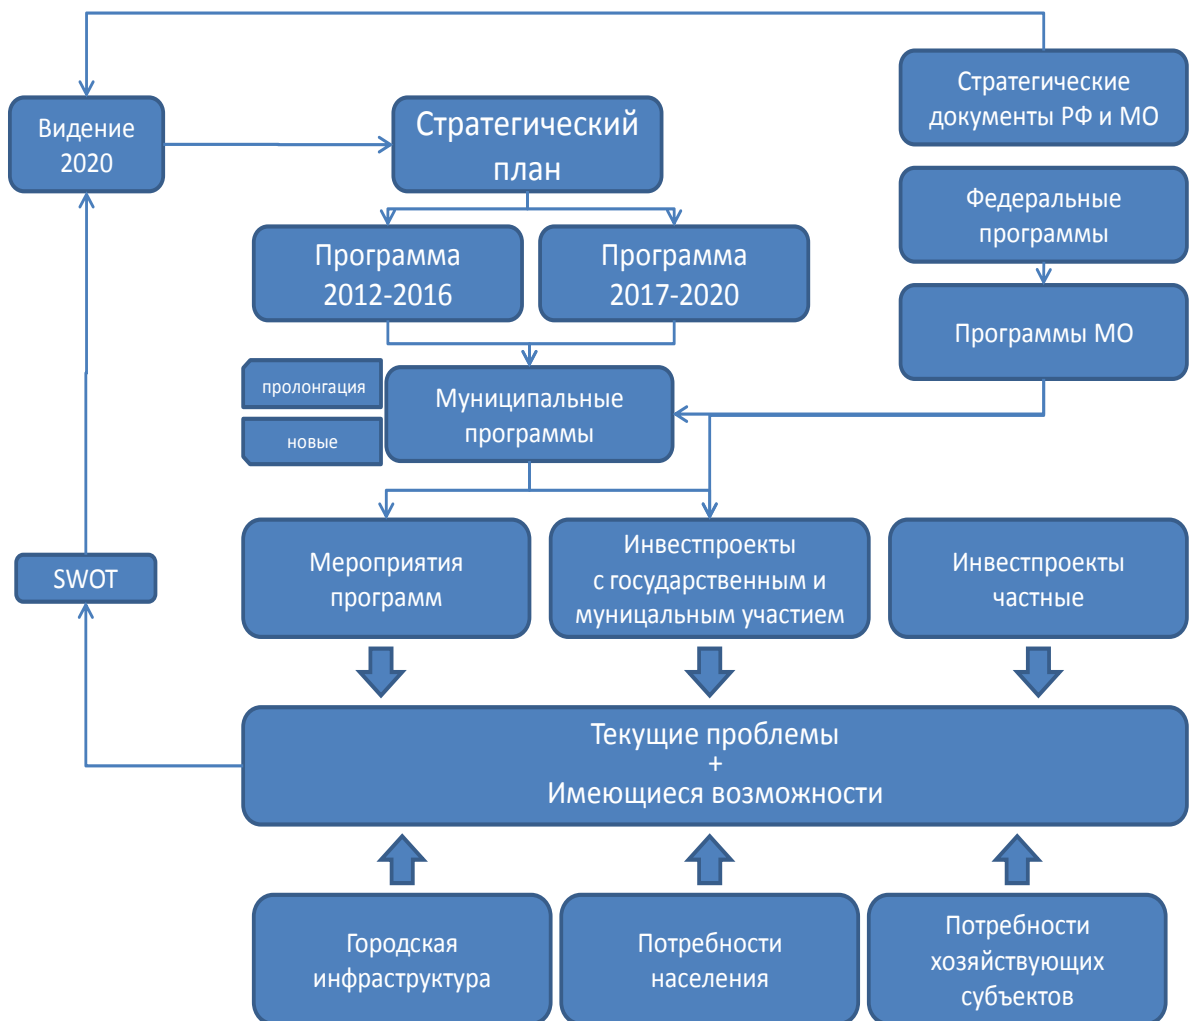 Стратегические
документы РФ и МО
Видение
2020
Стратегический
план
Федеральные
программы
Программа
2012-2016
Программа
2017-2020
Программы МО
пролонгация
новые
Муниципальные
программы
SWOT
Мероприятия
программ
Инвестпроекты
с государственным и
муницальным участием
Инвестпроекты
частные
Текущие проблемы
+
Имеющиеся возможности
Городская
инфраструктура
Потребности
населения
Потребности
хозяйствующих
субъектов